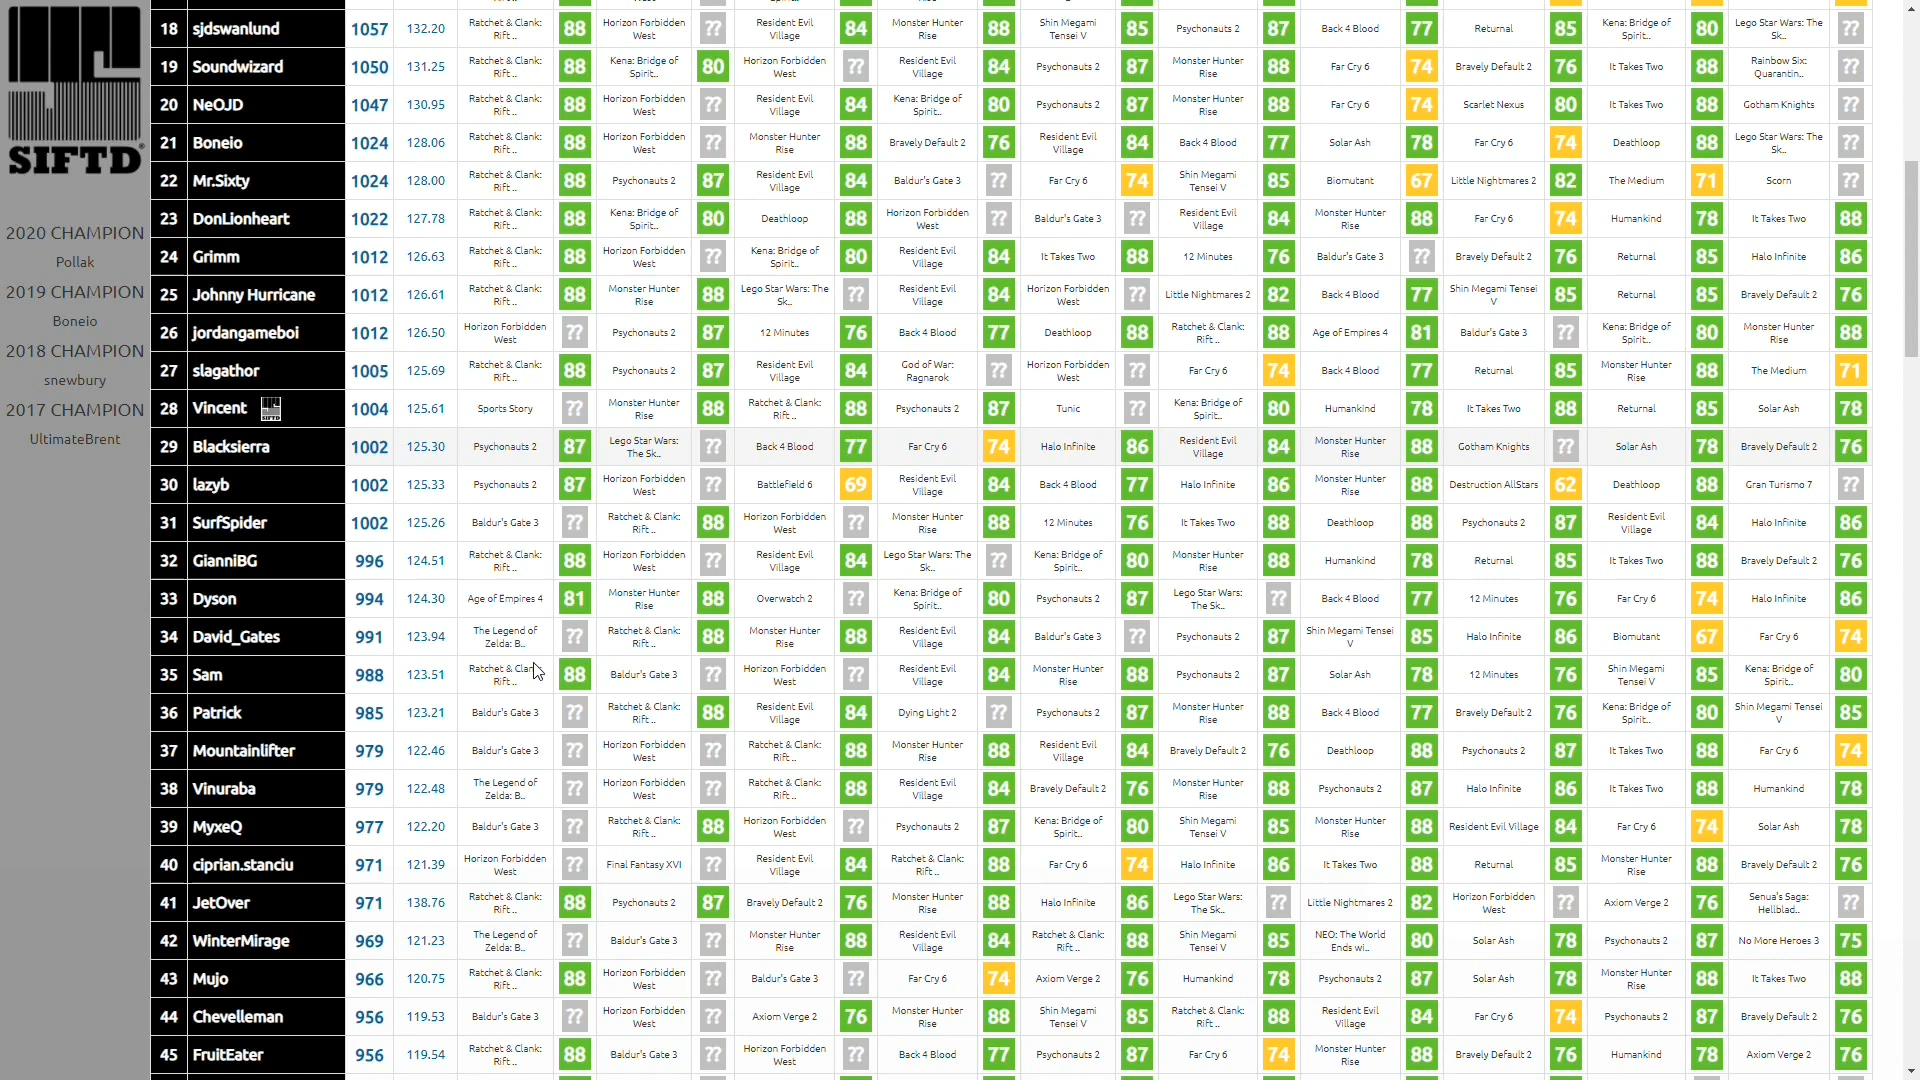 SIFTD
2020 CHAMPION
Pollak
2019 CHAMPION
Boneio
2018 CHAMPION
snewbury
2017 CHAMPION
UltimateBrent
18 sjdswanlund 1057 132.20 Ratchet & Clank: Rift .. 88 Horizon Forbidden West ?? Resident Evil Village 84 Monster Hunter Rise 88 Shin Megami Tensei V 85 Psychonauts 2 87 Back 4 Blood 77 Returnal 85 Kena: Bridge of Spirit.. 80 Lego Star Wars: The Sk.. ??
19 Soundwizard 1050 131.25 Ratchet & Clank: Rift .. 88 Kena: Bridge of Spirit.. 80 Horizon Forbidden West ?? Resident Evil Village 84 Psychonauts 2 87 Monster Hunter Rise 88 Far Cry 6 74 Bravely Default 2 76 It Takes Two 88 Rainbow Six: Quarantin.. ??
20 NeOJD 1047 130.95 Ratchet & Clank: Rift .. 88 Horizon Forbidden West ?? Resident Evil Village 84 Kena: Bridge of Spirit.. 80 Psychonauts 2 87 Monster Hunter Rise 88 Far Cry 6 74 Scarlet Nexus 80 It Takes Two 88 Gotham Knights ??
21 Boneio 1024 128.06 Ratchet & Clank: Rift .. 88 Horizon Forbidden West ?? Monster Hunter Rise 88 Bravely Default 2 76 Resident Evil Village 84 Back 4 Blood 77 Solar Ash 78 Far Cry 6 74 Deathloop 88 Lego Star Wars: The Sk.. ??
22 Mr.Sixty 1024 128.00 Ratchet & Clank: Rift .. 88 Psychonauts 2 87 Resident Evil Village 84 Baldur's Gate 3 ?? Far Cry 6 74 Shin Megami Tensei V 85 Biomutant 67 Little Nightmares 2 82 The Medium 71 Scorn ??
23 DonLionheart 1022 127.78 Ratchet & Clank: Rift .. 88 Kena: Bridge of Spirit.. 80 Deathloop 88 Horizon Forbidden West ?? Baldur's Gate 3 ?? Resident Evil Village 84 Monster Hunter Rise 88 Far Cry 6 74 Humankind 78 It Takes Two 88
24 Grimm 1012 126.63 Ratchet & Clank: Rift .. 88 Horizon Forbidden West ?? Kena: Bridge of Spirit.. 80 Resident Evil Village 84 It Takes Two 88 12 Minutes 76 Baldur's Gate 3 ?? Bravely Default 2 76 Returnal 85 Halo Infinite 86
25 Johnny Hurricane 1012 126.61 Ratchet & Clank: Rift .. 88 Monster Hunter Rise 88 Lego Star Wars: The Sk.. ?? Resident Evil Village 84 Horizon Forbidden West ?? Little Nightmares 2 82 Back 4 Blood 77 Shin Megami Tensei V 85 Returnal 85 Bravely Default 2 76
26 jordangameboi 1012 126.50 Horizon Forbidden West ?? Psychonauts 2 87 12 Minutes 76 Back 4 Blood 77 Deathloop 88 Ratchet & Clank: Rift .. 88 Age of Empires 4 81 Baldur's Gate 3 ?? Kena: Bridge of Spirit.. 80 Monster Hunter Rise 88
27 slagathor 1005 125.69 Ratchet & Clank: Rift .. 88 Psychonauts 2 87 Resident Evil Village 84 God of War: Ragnarok ?? Horizon Forbidden West ?? Far Cry 6 74 Back 4 Blood 77 Returnal 85 Monster Hunter Rise 88 The Medium 71
28 Vincent 1004 125.61 Sports Story ?? Monster Hunter Rise 88 Ratchet & Clank: Rift .. 88 Psychonauts 2 87 Tunic ?? Kena: Bridge of Spirit.. 80 Humankind 78 It Takes Two 88 Returnal 85 Solar Ash 78
29 Blacksierra 1002 125.30 Psychonauts 2 87 Lego Star Wars: The Sk.. ?? Back 4 Blood 77 Far Cry 6 74 Halo Infinite 86 Resident Evil Village 84 Monster Hunter Rise 88 Gotham Knights ?? Solar Ash 78 Bravely Default 2 76
30 lazyb 1002 125.33 Psychonauts 2 87 Horizon Forbidden West ?? Battlefield 6 69 Resident Evil Village 84 Back 4 Blood 77 Halo Infinite 86 Monster Hunter Rise 88 Destruction AllStars 62 Deathloop 88 Gran Turismo 7 ??
31 SurfSpider 1002 125.26 Baldur's Gate 3 ?? Ratchet & Clank: Rift .. 88 Horizon Forbidden West ?? Monster Hunter Rise 88 12 Minutes 76 It Takes Two 88 Deathloop 88 Psychonauts 2 87 Resident Evil Village 84 Halo Infinite 86
32 GianniBG 996 124.51 Ratchet & Clank: Rift .. 88 Horizon Forbidden West ?? Resident Evil Village 84 Lego Star Wars: The Sk.. ?? Kena: Bridge of Spirit.. 80 Monster Hunter Rise 88 Humankind 78 Returnal 85 It Takes Two 88 Bravely Default 2 76
33 Dyson 994 124.30 Age of Empires 4 81 Monster Hunter Rise 88 Overwatch 2 ?? Kena: Bridge of Spirit.. 80 Psychonauts 2 87 Lego Star Wars: The Sk.. ?? Back 4 Blood 77 12 Minutes 76 Far Cry 6 74 Halo Infinite 86
34 David_Gates 991 123.94 The Legend of Zelda: B.. ?? Ratchet & Clank: Rift .. 88 Monster Hunter Rise 88 Resident Evil Village 84 Baldur's Gate 3 ?? Psychonauts 2 87 Shin Megami Tensei V 85 Halo Infinite 86 Biomutant 67 Far Cry 6 74
35 Sam 988 123.51 Ratchet & Clank: Rift .. 88 Baldur's Gate 3 ?? Horizon Forbidden West ?? Resident Evil Village 84 Monster Hunter Rise 88 Psychonauts 2 87 Solar Ash 78 12 Minutes 76 Shin Megami Tensei V 85 Kena: Bridge of Spirit.. 80
36 Patrick 985 123.21 Baldur's Gate 3 ?? Ratchet & Clank: Rift .. 88 Resident Evil Village 84 Dying Light 2 ?? Psychonauts 2 87 Monster Hunter Rise 88 Back 4 Blood 77 Bravely Default 2 76 Kena: Bridge of Spirit.. 80 Shin Megami Tensei V 85
37 Mountainlifter 979 122.46 Baldur's Gate 3 ?? Horizon Forbidden West ?? Ratchet & Clank: Rift .. 88 Monster Hunter Rise 88 Resident Evil Village 84 Bravely Default 2 76 Deathloop 88 Psychonauts 2 87 It Takes Two 88 Far Cry 6 74
38 Vinuraba 979 122.48 The Legend of Zelda: B.. ?? Horizon Forbidden West ?? Ratchet & Clank: Rift .. 88 Resident Evil Village 84 Bravely Default 2 76 Monster Hunter Rise 88 Psychonauts 2 87 Halo Infinite 86 It Takes Two 88 Humankind 78
39 MyxeQ 977 122.20 Baldur's Gate 3 ?? Ratchet & Clank: Rift .. 88 Horizon Forbidden West ?? Psychonauts 2 87 Kena: Bridge of Spirit.. 80 Shin Megami Tensei V 85 Monster Hunter Rise 88 Resident Evil Village 84 Far Cry 6 74 Solar Ash 78
40 ciprian.stanciu 971 121.39 Horizon Forbidden West ?? Final Fantasy XVI ?? Resident Evil Village 84 Ratchet & Clank: Rift .. 88 Far Cry 6 74 Halo Infinite 86 It Takes Two 88 Returnal 85 Monster Hunter Rise 88 Bravely Default 2 76
41 JetOver 971 138.76 Ratchet & Clank: Rift .. 88 Psychonauts 2 87 Bravely Default 2 76 Monster Hunter Rise 88 Halo Infinite 86 Lego Star Wars: The Sk.. ?? Little Nightmares 2 82 Horizon Forbidden West ?? Axiom Verge 2 76 Senua's Saga: Hellblad.. ??
42 WinterMirage 969 121.23 The Legend of Zelda: B.. ?? Baldur's Gate 3 ?? Monster Hunter Rise 88 Resident Evil Village 84 Ratchet & Clank: Rift .. 88 Shin Megami Tensei V 85 NEO: The World Ends wi.. 80 Solar Ash 78 Psychonauts 2 87 No More Heroes 3 75
43 Mujo 966 120.75 Ratchet & Clank: Rift .. 88 Horizon Forbidden West ?? Baldur's Gate 3 ?? Far Cry 6 74 Axiom Verge 2 76 Humankind 78 Psychonauts 2 87 Solar Ash 78 Monster Hunter Rise 88 It Takes Two 88
44 Chevelleman 956 119.53 Baldur's Gate 3 ?? Horizon Forbidden West ?? Axiom Verge 2 76 Monster Hunter Rise 88 Shin Megami Tensei V 85 Ratchet & Clank: Rift .. 88 Resident Evil Village 84 Far Cry 6 74 Psychonauts 2 87 Bravely Default 2 76
45 FruitEater 956 119.54 Ratchet & Clank: Rift .. 88 Baldur's Gate 3 ?? Horizon Forbidden West ?? Back 4 Blood 77 Psychonauts 2 87 Far Cry 6 74 Monster Hunter Rise 88 Bravely Default 2 76 Humankind 78 Axiom Verge 2 76